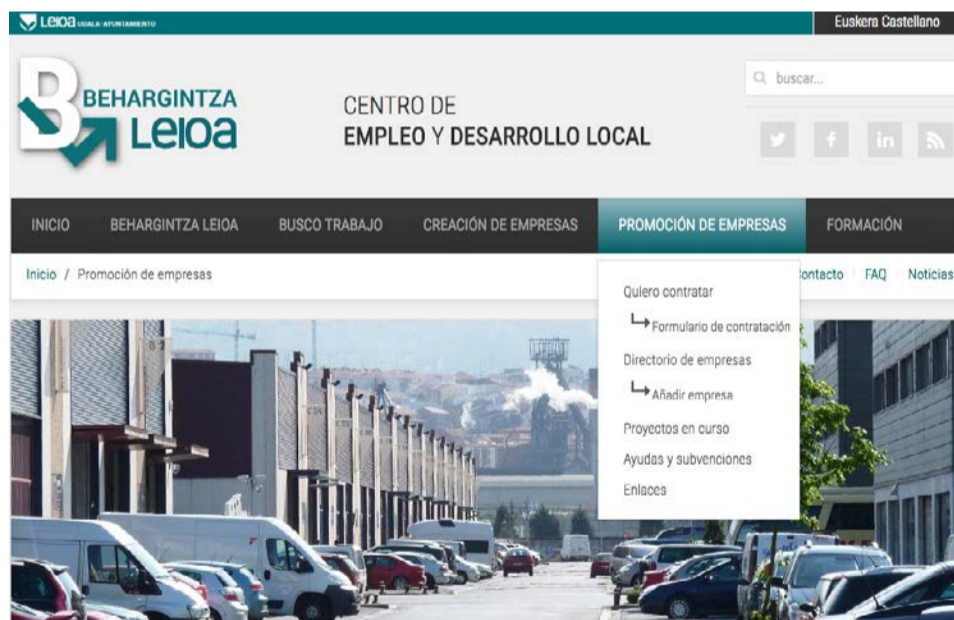 Leioa UDALA-AYUNTAMIENTO
Euskera Castellano
B BEHARGINTZA
Leioa
CENTRO DE
EMPLEO Y DESARROLLO LOCAL
buscar...
INICIO BEHARGINTZA LEIOA BUSCO TRABAJO CREACIÓN DE EMPRESAS PROMOCIÓN DE EMPRESAS FORMACIÓN
Inicio / Promoción de empresas
ontacto FAQ Noticias
Quiero contratar
Formulario de contratación
Directorio de empresas
Añadir empresa
Proyectos en curso
Ayudas y subvenciones
Enlaces